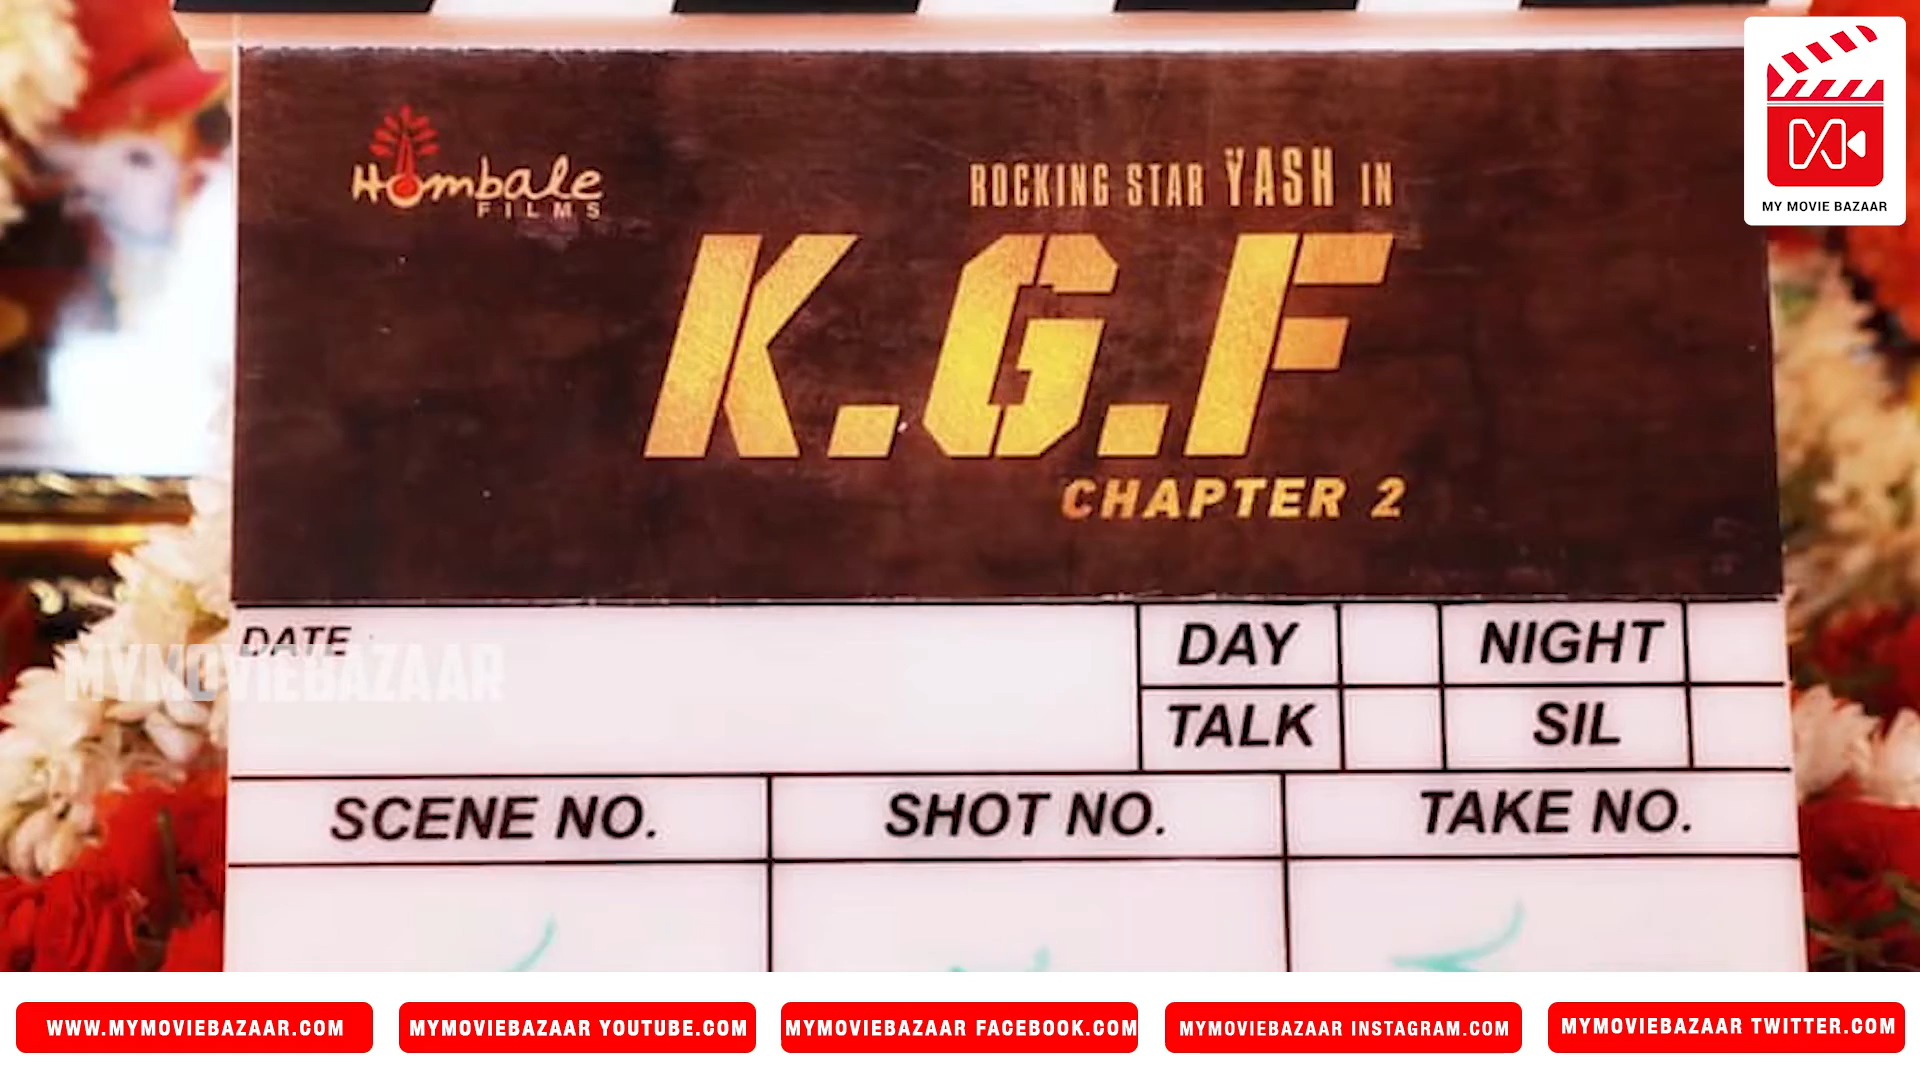 Hombale
FILMS
ROCKING STAR YASH IN
K.G.F
CHAPTER 2
MY MOVIE BAZAAR
DATE
DAY
NIGHT
MYMOVIEBAZAAR
TALK
SIL
SCENE NO.
SHOT NO.
TAKE NO.
WWW.MYMOVIEBAZAAR.COM
MYMOVIEBAZAAR YOUTUBE.COM
MYMOVIEBAZAAR FACEBOOK.COM
MYMOVIEBAZAAR INSTAGRAM.COM
MYMOVIEBAZAAR TWITTER.COM